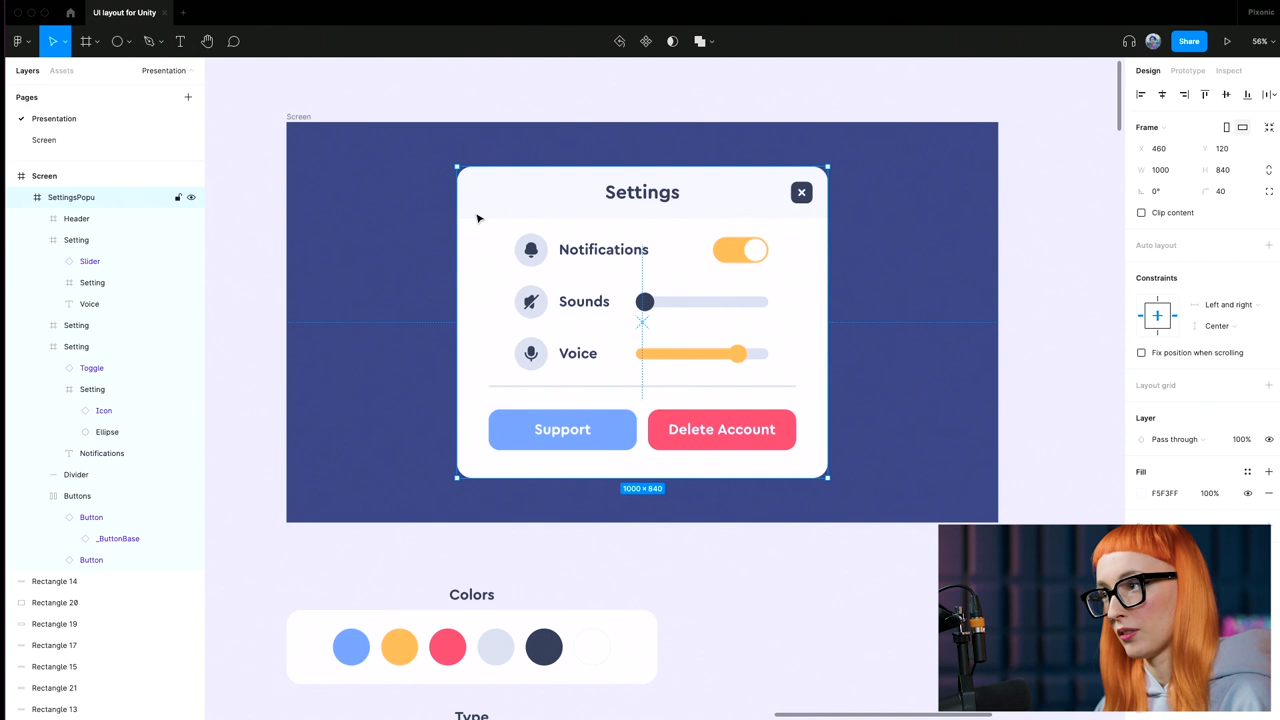 UI layout for Unity
Pixonic
Share
56%
Layers
Assets
Presentation
Pages
Presentation
Screen
Screen
SettingsPopu
Header
Setting
Slider
Setting
Voice
Setting
Setting
Toggle
Setting
Icon
Ellipse
Notifications
Divider
Buttons
Button
_ButtonBase
Button
Rectangle 14
Rectangle 20
Rectangle 19
Rectangle 17
Rectangle 15
Rectangle 21
Rectangle 13
Screen
Settings
Notifications
Sounds
Voice
Support
Delete Account
1000 × 840
Colors
Type
Design
Prototype
Inspect
Frame
X 460 Y 120
W 1000 H 840
0° 40
Clip content
Auto layout
Constraints
Left and right
Center
Fix position when scrolling
Layout grid
Layer
Pass through 100%
Fill
F5F3FF 100%